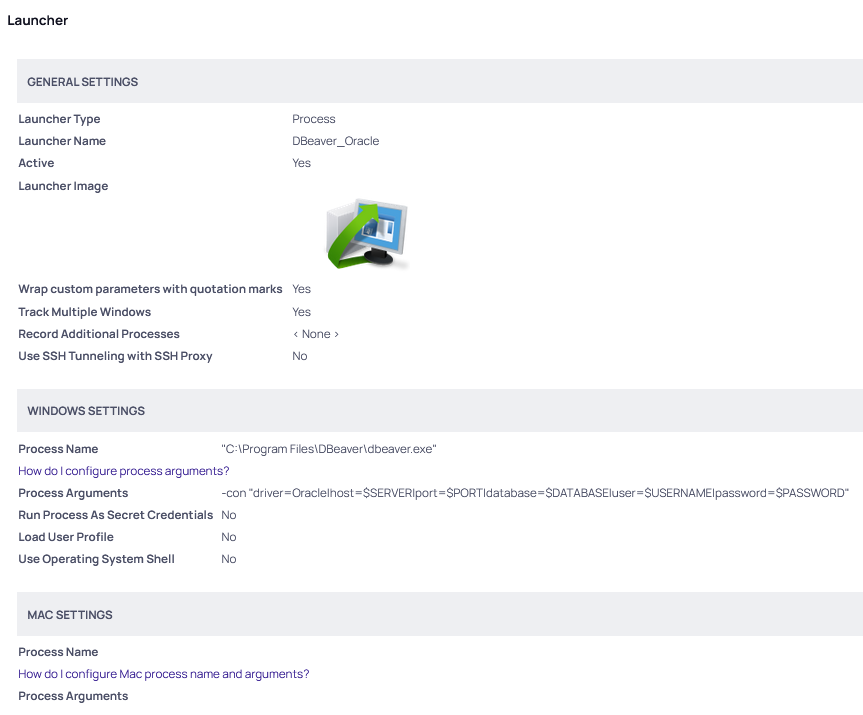 Launcher
GENERAL SETTINGS
Launcher Type Process
Launcher Name DBeaver_Oracle
Active Yes
Launcher Image
Wrap custom parameters with quotation marks Yes
Track Multiple Windows Yes
Record Additional Processes < None >
Use SSH Tunneling with SSH Proxy No
WINDOWS SETTINGS
Process Name "C:\Program Files\DBeaver\dbeaver.exe"
How do I configure process arguments?
Process Arguments -con "driver=Oracle|host=$SERVER|port=$PORT|database=$DATABASE|user=$USERNAME|password=$PASSWORD"
Run Process As Secret Credentials No
Load User Profile No
Use Operating System Shell No
MAC SETTINGS
Process Name
How do I configure Mac process name and arguments?
Process Arguments